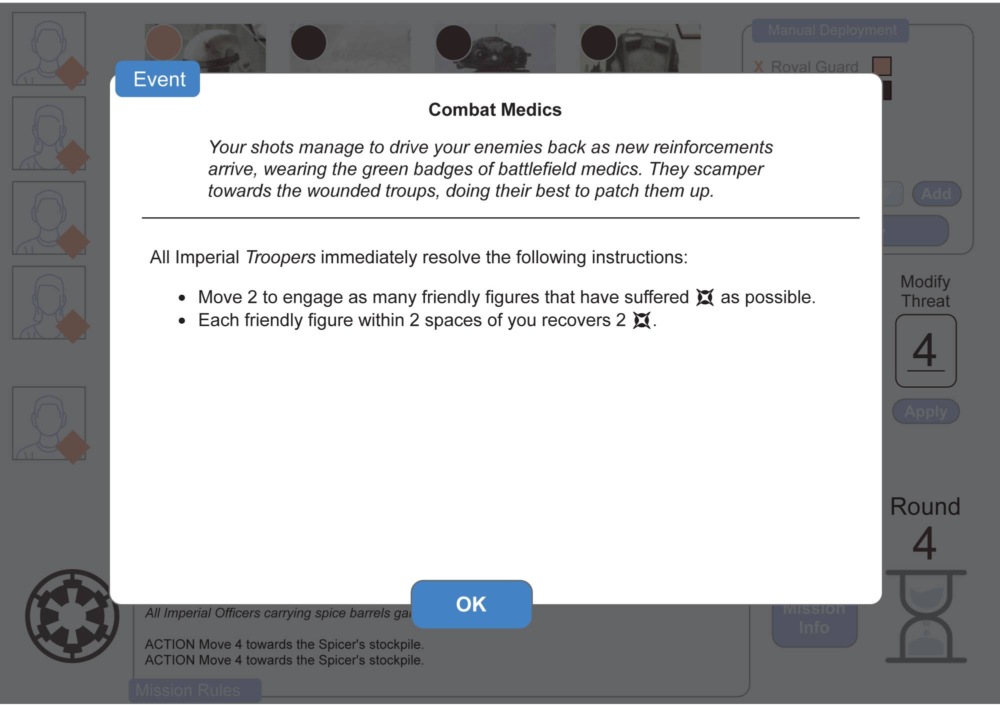 Manual Deployment
X Royal Guard
Event
Combat Medics
Your shots manage to drive your enemies back as new reinforcements
arrive, wearing the green badges of battlefield medics. They scamper
towards the wounded troups, doing their best to patch them up.
Add
All Imperial Troopers immediately resolve the following instructions:
• Move 2 to engage as many friendly figures that have suffered as possible.
• Each friendly figure within 2 spaces of you recovers 2 .
Modify
Threat
4
Apply
Round
4
OK
All Imperial Officers carrying spice barrels
ACTION Move 4 towards the Spicer's stockpile.
ACTION Move 4 towards the Spicer's stockpile.
Mission
Info
Mission Rules